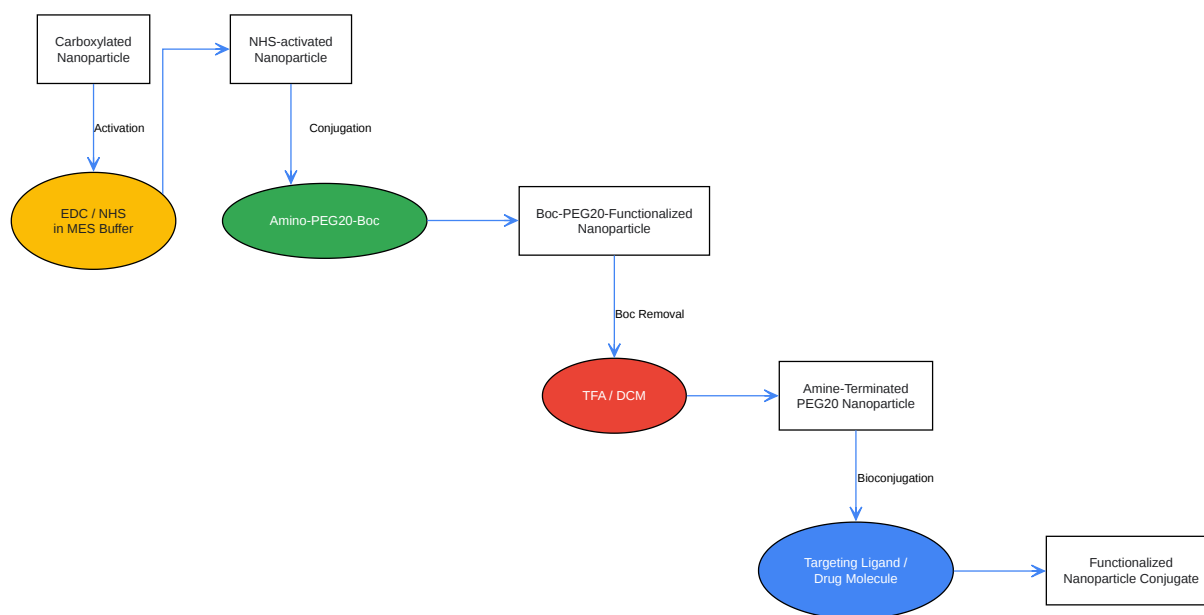 Carboxylated
Nanoparticle
NHS-activated
Nanoparticle
Activation
Conjugation
EDC / NHS
in MES Buffer
Amino-PEG20-Boc
Boc-PEG20-Functionalized
Nanoparticle
Boc Removal
TFA / DCM
Amine-Terminated
PEG20 Nanoparticle
Bioconjugation
Targeting Ligand /
Drug Molecule
Functionalized
Nanoparticle Conjugate